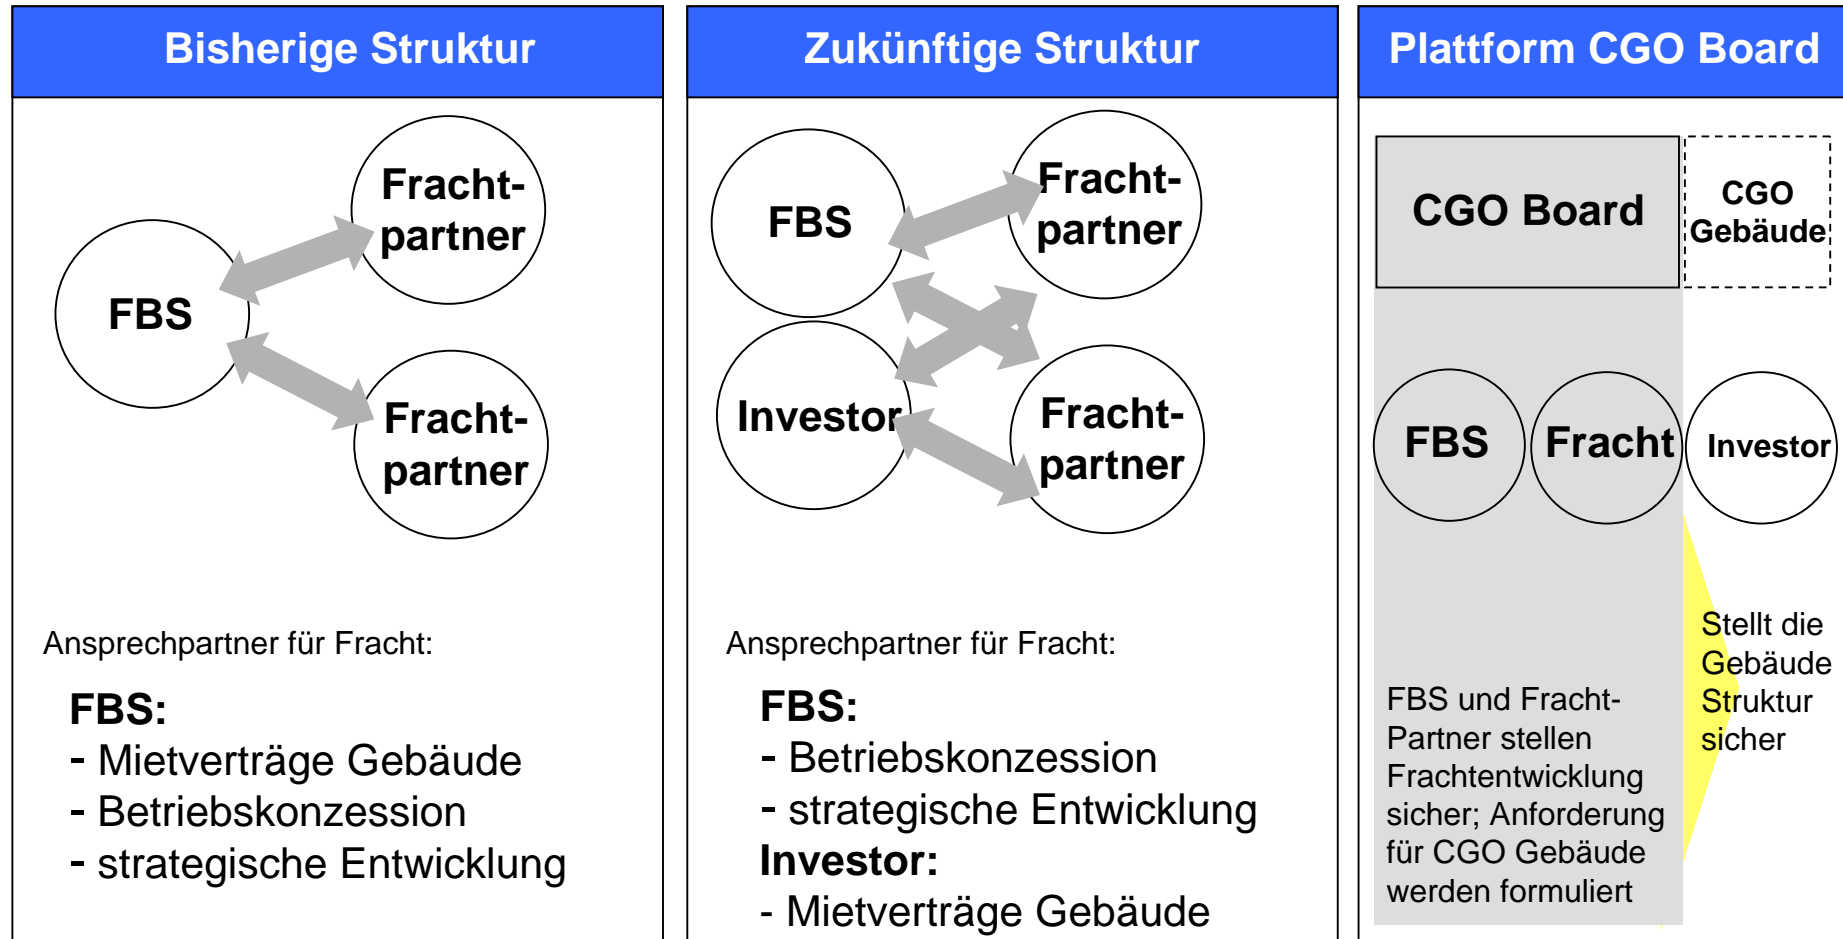 Bisherige Struktur
Fracht-
partner
FBS
Fracht-
partner
Ansprechpartner für Fracht:
FBS:
- Mietverträge Gebäude
- Betriebskonzession
- strategische Entwicklung
Zukünftige Struktur
FBS
Fracht-
partner
Investor
Fracht-
partner
Ansprechpartner für Fracht:
FBS:
- Betriebskonzession
- strategische Entwicklung
Investor:
- Mietverträge Gebäude
Plattform CGO Board
CGO Board
CGO
Gebäude
FBS
Fracht
Investor
FBS und Fracht-
Partner stellen
Frachtentwicklung
sicher; Anforderung
für CGO Gebäude
werden formuliert
Stellt die
Gebäude
Struktur
sicher